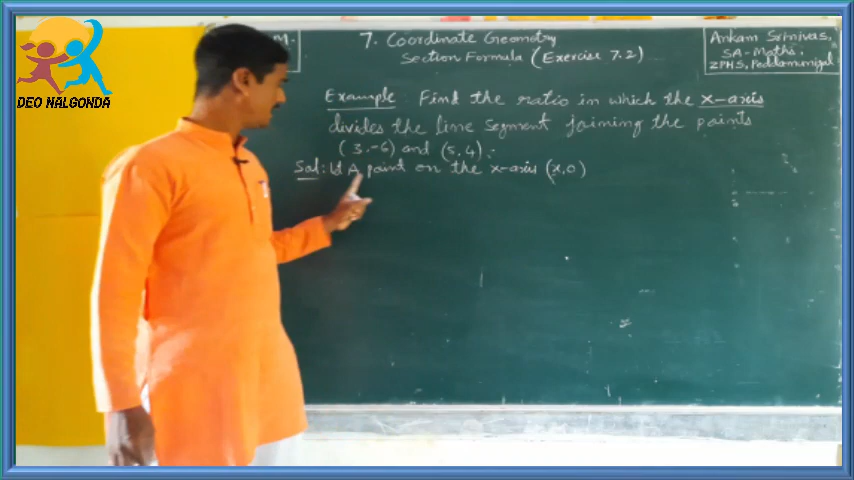 DEO NALGONDA
M-
7. Coordinate Geometry
Section Formula (Exercise 7.2)
Ankam Srinivas,
SA-Maths,
ZPHS, Peddamunigal
Example: Find the ratio in which the x-axis
divides the line segment joining the points
(3,-6) and (5,4).
Sol: Let A point on the x-axis (x,0)